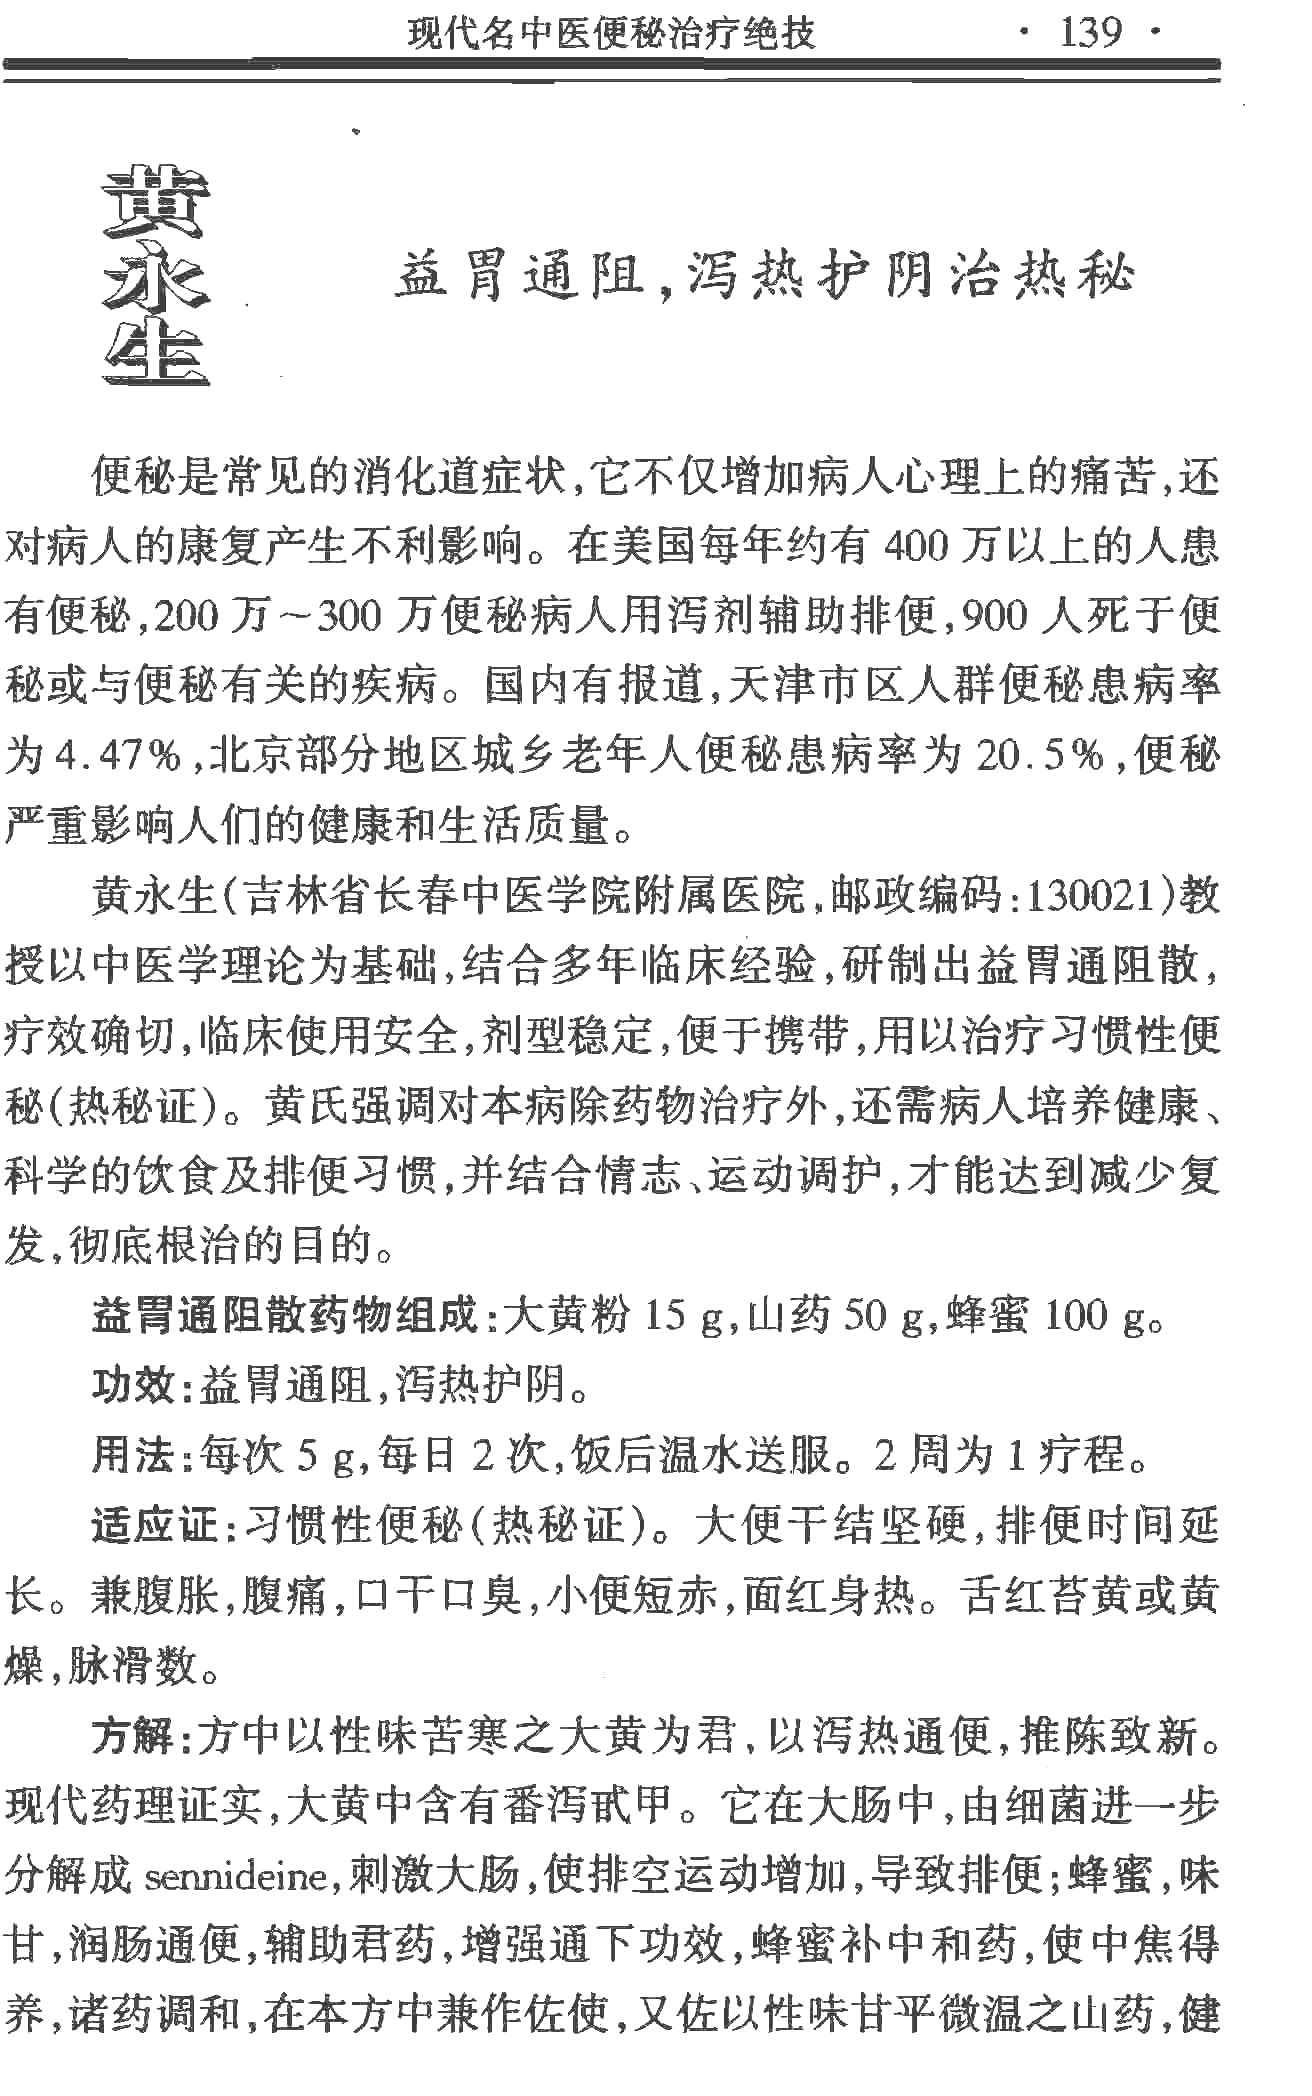 现代名中医便秘治疗绝技 · 139 ·
黄永生
益胃通阻,泻热护阴治热秘
便秘是常见的消化道症状,它不仅增加病人心理上的痛苦,还
对病人的康复产生不利影响。在美国每年约有 400 万以上的人患
有便秘,200 万～300 万便秘病人用泻剂辅助排便,900 人死于便
秘或与便秘有关的疾病。国内有报道,天津市区人群便秘患病率
为 4.47%,北京部分地区城乡老年人便秘患病率为 20.5%,便秘
严重影响人们的健康和生活质量。
黄永生(吉林省长春中医学院附属医院,邮政编码:130021)教
授以中医学理论为基础,结合多年临床经验,研制出益胃通阻散,
疗效确切,临床使用安全,剂型稳定,便于携带,用以治疗习惯性便
秘(热秘证)。黄氏强调对本病除药物治疗外,还需病人培养健康、
科学的饮食及排便习惯,并结合情志、运动调护,才能达到减少复
发,彻底根治的目的。
益胃通阻散药物组成:大黄粉 15 g,山药 50 g,蜂蜜 100 g。
功效:益胃通阻,泻热护阴。
用法:每次 5 g,每日 2 次,饭后温水送服。2 周为 1 疗程。
适应证:习惯性便秘(热秘证)。大便干结坚硬,排便时间延
长。兼腹胀,腹痛,口干口臭,小便短赤,面红身热。舌红苔黄或黄
燥,脉滑数。
方解:方中以性味苦寒之大黄为君,以泻热通便,推陈致新。
现代药理证实,大黄中含有番泻甙甲。它在大肠中,由细菌进一步
分解成 sennideine,刺激大肠,使排空运动增加,导致排便;蜂蜜,味
甘,润肠通便,辅助君药,增强通下功效,蜂蜜补中和药,使中焦得
养,诸药调和,在本方中兼作佐使,又佐以性味甘平微温之山药,健